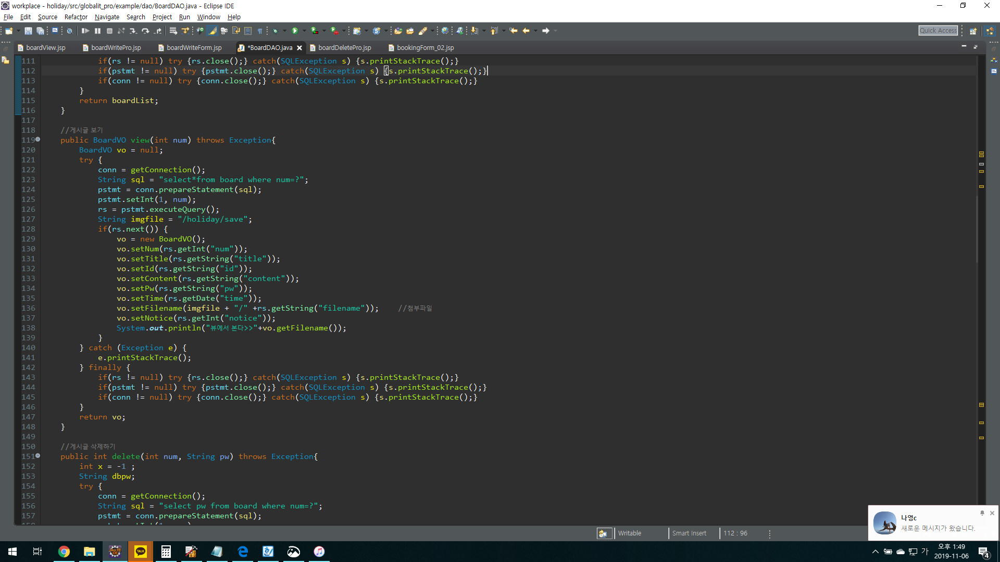 workplace - holiday/src/globalit_pro/example/dao/BoardDAO.java - Eclipse IDE
File Edit Source Refactor Navigate Search Project Run Window Help
Quick Access
boardView.jsp boardWritePro.jsp boardWriteForm.jsp *BoardDAO.java boardDeletePro.jsp bookingForm_02.jsp
111 if(rs != null) try {rs.close();} catch(SQLException s) {s.printStackTrace();}
112 if(pstmt != null) try {pstmt.close();} catch(SQLException s) {s.printStackTrace();}
113 if(conn != null) try {conn.close();} catch(SQLException s) {s.printStackTrace();}
114 }
115 return boardList;
116 }
117
118 //게시글 보기
119 public BoardVO view(int num) throws Exception{
120 BoardVO vo = null;
121 try {
122 conn = getConnection();
123 String sql = "select*from board where num=?";
124 pstmt = conn.prepareStatement(sql);
125 pstmt.setInt(1, num);
126 rs = pstmt.executeQuery();
127 String imgfile = "/holiday/save";
128 if(rs.next()) {
129 vo = new BoardVO();
130 vo.setNum(rs.getInt("num"));
131 vo.setTitle(rs.getString("title"));
132 vo.setId(rs.getString("id"));
133 vo.setContent(rs.getString("content"));
134 vo.setPw(rs.getString("pw"));
135 vo.setTime(rs.getDate("time"));
136 vo.setFilename(imgfile + "/" +rs.getString("filename")); //첨부파일
137 vo.setNotice(rs.getInt("notice"));
138 System.out.println("뷰에서 본다>>"+vo.getFilename());
139 }
140 } catch (Exception e) {
141 e.printStackTrace();
142 } finally {
143 if(rs != null) try {rs.close();} catch(SQLException s) {s.printStackTrace();}
144 if(pstmt != null) try {pstmt.close();} catch(SQLException s) {s.printStackTrace();}
145 if(conn != null) try {conn.close();} catch(SQLException s) {s.printStackTrace();}
146 }
147 return vo;
148 }
149
150 //게시글 삭제하기
151 public int delete(int num, String pw) throws Exception{
152 int x = -1 ;
153 String dbpw;
154 try {
155 conn = getConnection();
156 String sql = "select pw from board where num=?";
157 pstmt = conn.prepareStatement(sql);
나영c
새로운 메시지가 왔습니다.
Writable Smart Insert 112 : 96
TALK
가 오후 1:49
2019-11-06
4